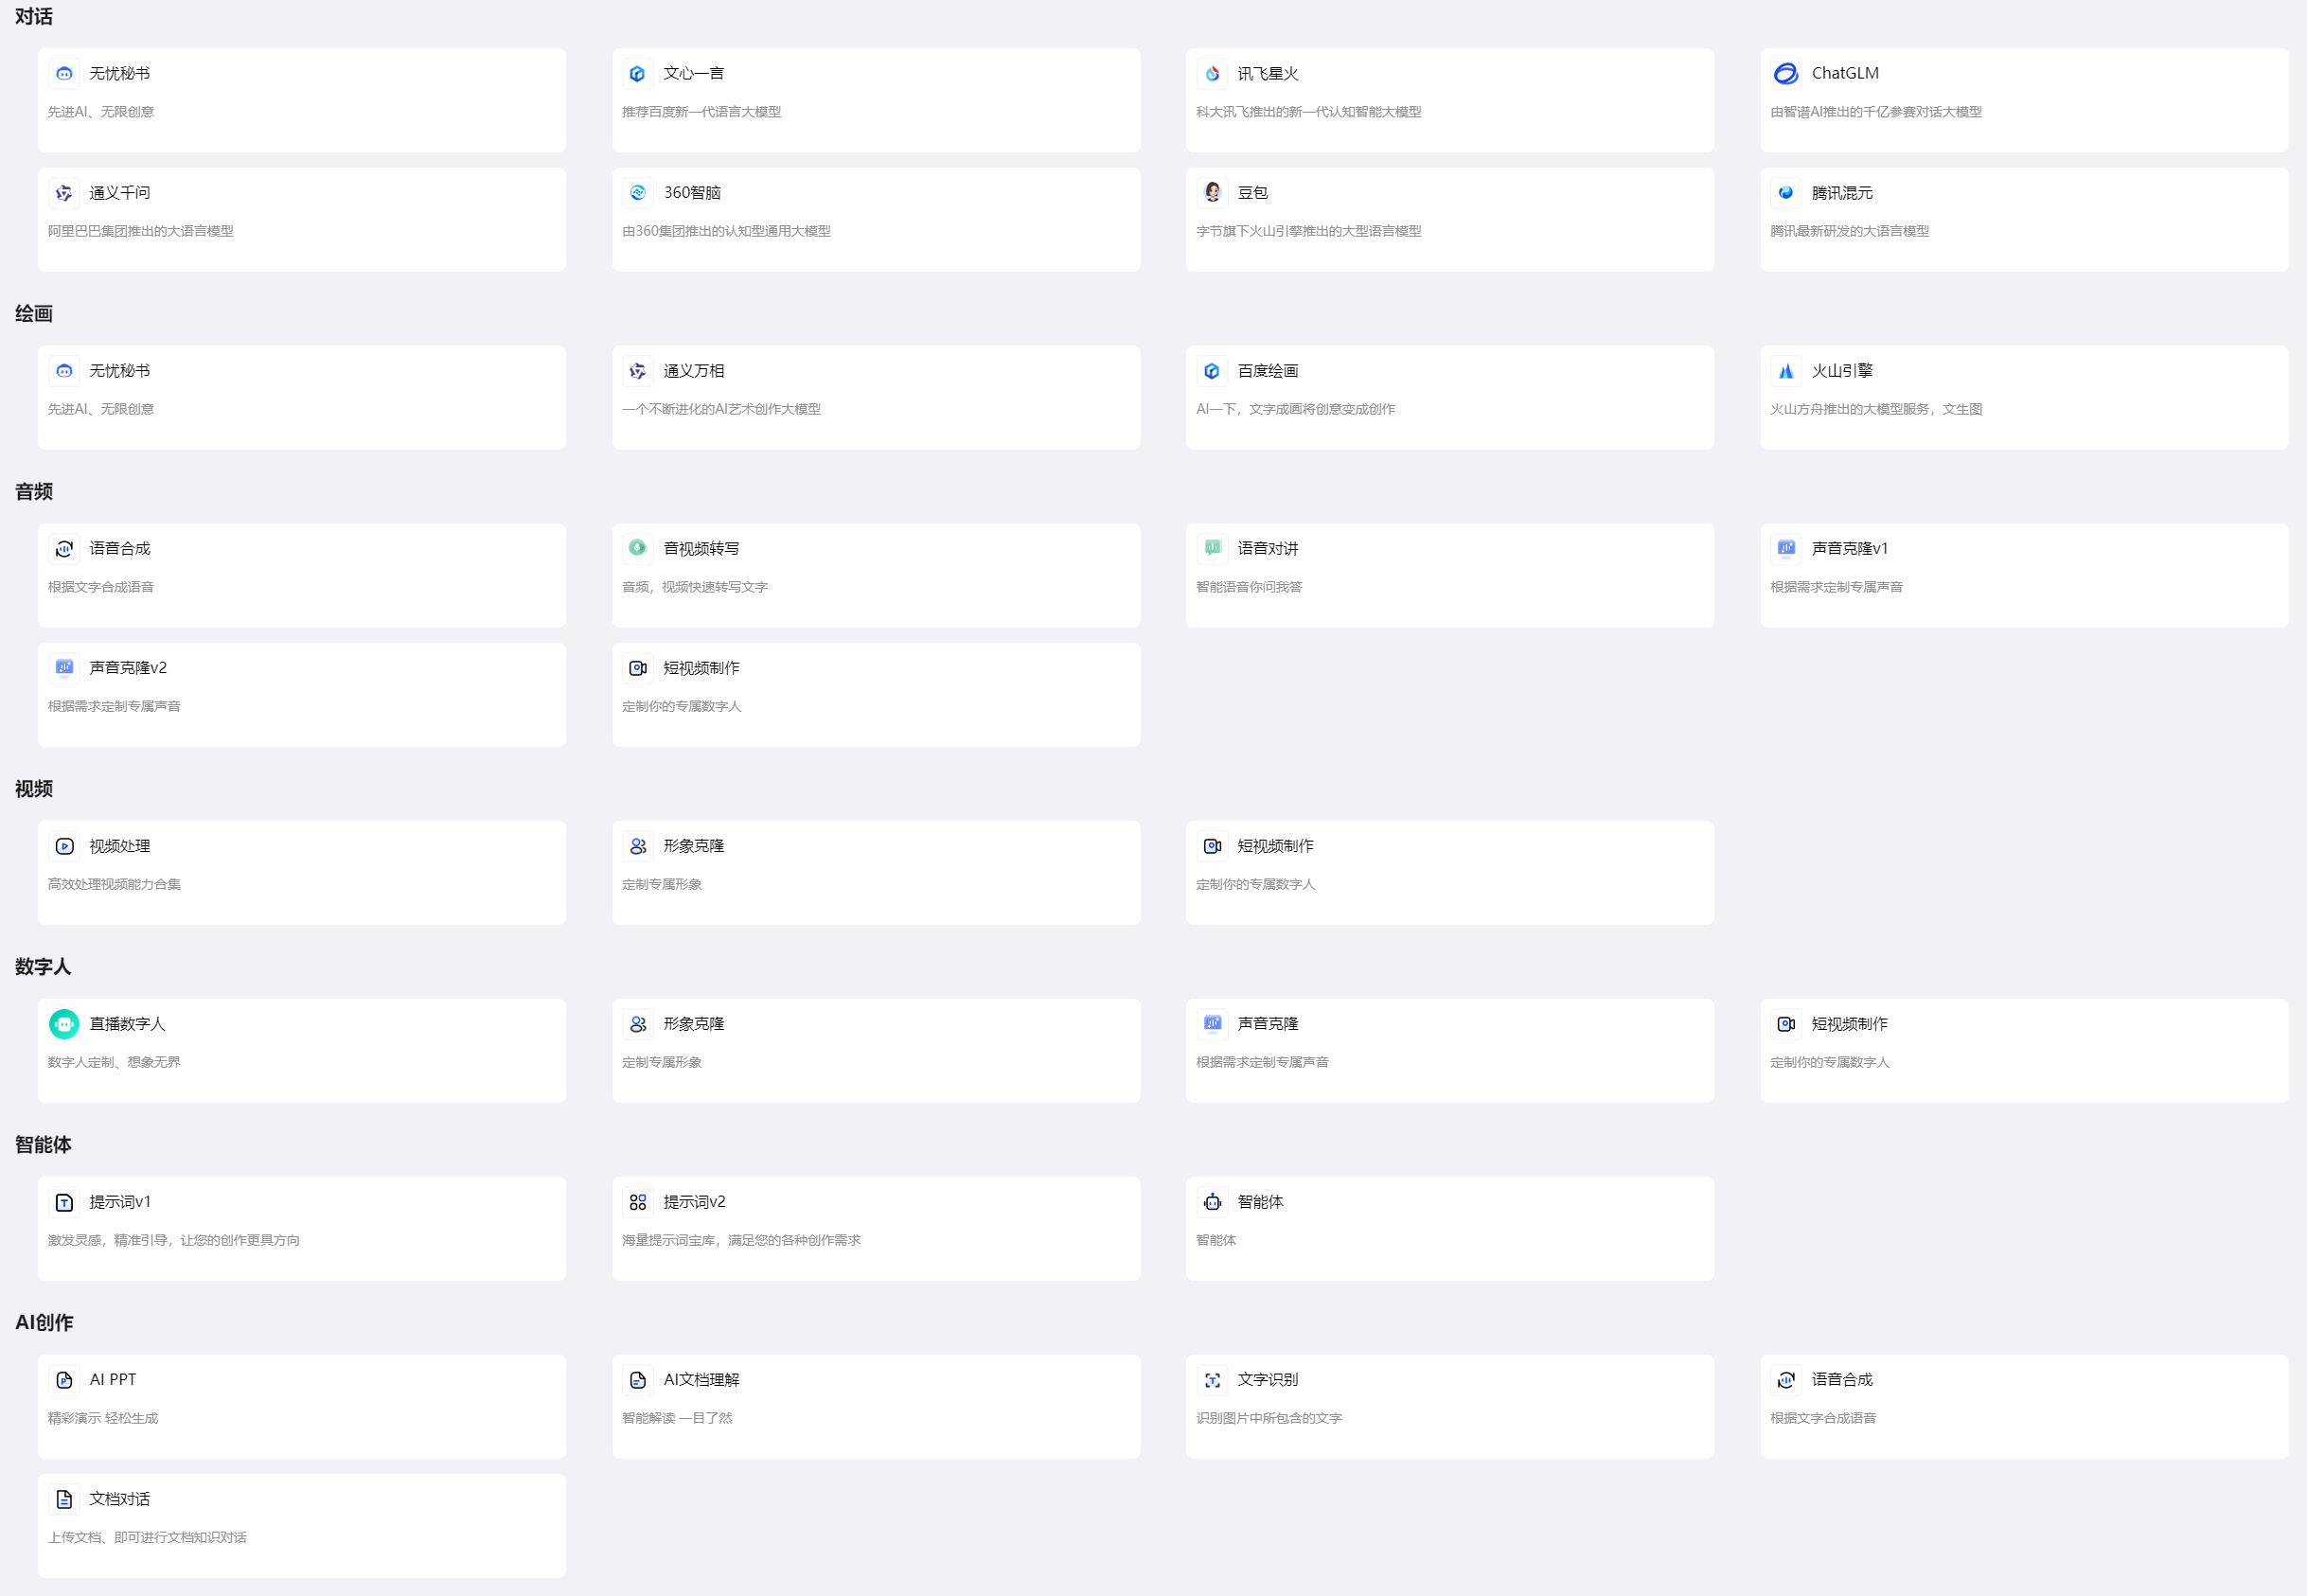 对话
无忧秘书
先进AI、无限创意
文心一言
推荐百度新一代语言大模型
讯飞星火
科大讯飞推出的新一代认知智能大模型
ChatGLM
由智谱AI推出的千亿参赛对话大模型
通义千问
阿里巴巴集团推出的大语言模型
360智脑
由360集团推出的认知型通用大模型
豆包
字节旗下火山引擎推出的大型语言模型
腾讯混元
腾讯最新研发的大语言模型
绘画
无忧秘书
先进AI、无限创意
通义万相
一个不断进化的AI艺术创作大模型
百度绘画
AI一下，文字成画将创意变成创作
火山引擎
火山方舟推出的大模型服务，文生图
音频
语音合成
根据文字合成语音
音视频转写
音频，视频快速转写文字
语音对讲
智能语音你问我答
声音克隆v1
根据需求定制专属声音
声音克隆v2
根据需求定制专属声音
短视频制作
定制你的专属数字人
视频
视频处理
高效处理视频能力合集
形象克隆
定制专属形象
短视频制作
定制你的专属数字人
数字人
直播数字人
数字人定制、想象无界
形象克隆
定制专属形象
声音克隆
根据需求定制专属声音
短视频制作
定制你的专属数字人
智能体
提示词v1
激发灵感，精准引导，让您的创作更具方向
提示词v2
海量提示词宝库，满足您的各种创作需求
智能体
智能体
AI创作
AI PPT
精彩演示 轻松生成
AI文档理解
智能解读 一目了然
文字识别
识别图片中所包含的文字
语音合成
根据文字合成语音
文档对话
上传文档、即可进行文档知识对话